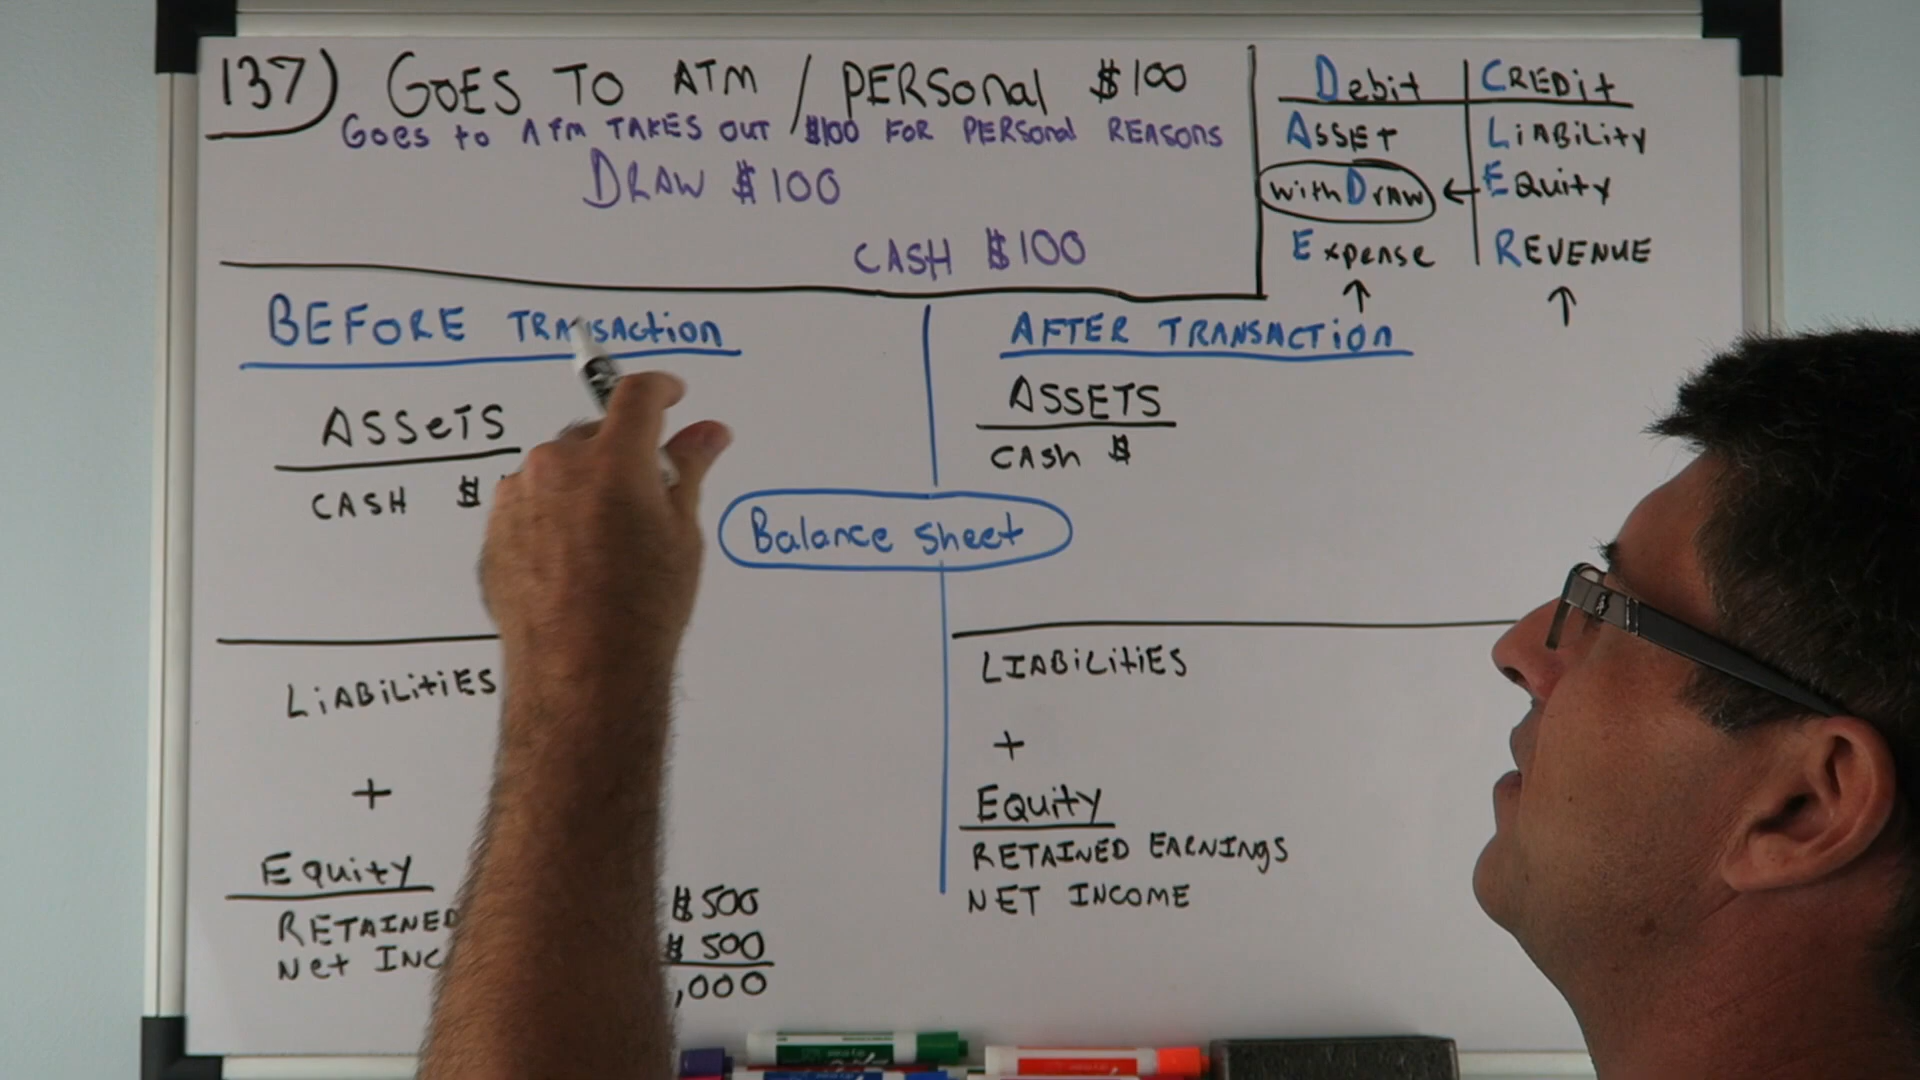 137) GOES TO ATM / PERSONAL $100
GOES to ATM TAKES OUT $100 FOR PERSONAL REASONS
DRAW $100
CASH $100
Debit | CREDit
ASSET | LiABiLity
withDRAW ← EQuity
Expense | REVENUE
↑ ↑
BEFORE TRANSACtion
ASSeTS
CASH $
LiABiLitiES
+
Equity
RETAINED $500
Net INC $500
,000
Balance Sheet
AFTER TRANSACTiON
ASSETS
CASH $
LIABiLitiES
+
EQuity
RETAINED EARNINGS
NET INCOME